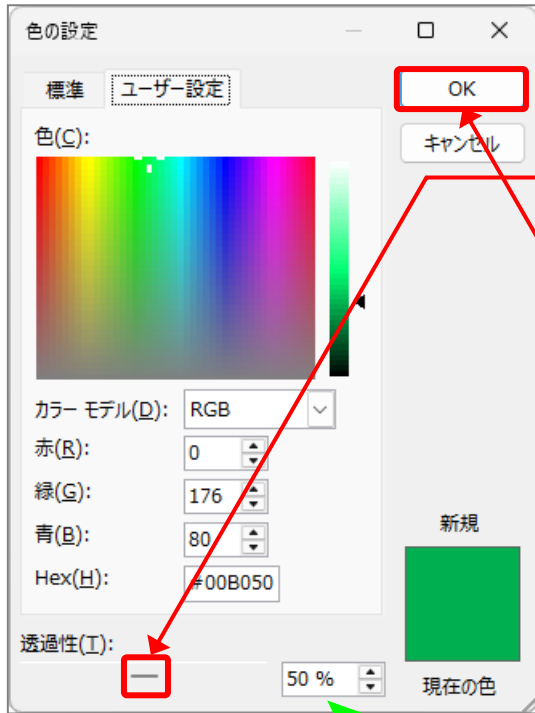 色の設定
標準 ユーザー設定
OK
キャンセル
色(C):
カラー モデル(D): RGB
赤(R): 0
緑(G): 176
青(B): 80
Hex(H): #00B050
新規
透過性(T):
50 %
現在の色